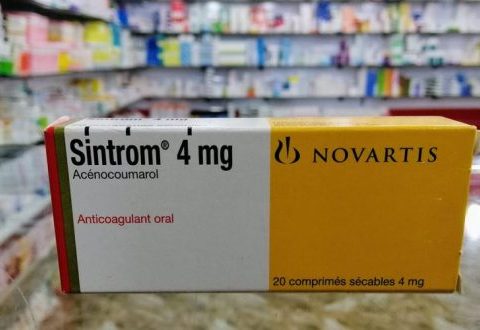 Sintrom® 4 mg
Acénocoumarol
Anticoagulant oral
NOVARTIS
20 comprimés sécables 4 mg